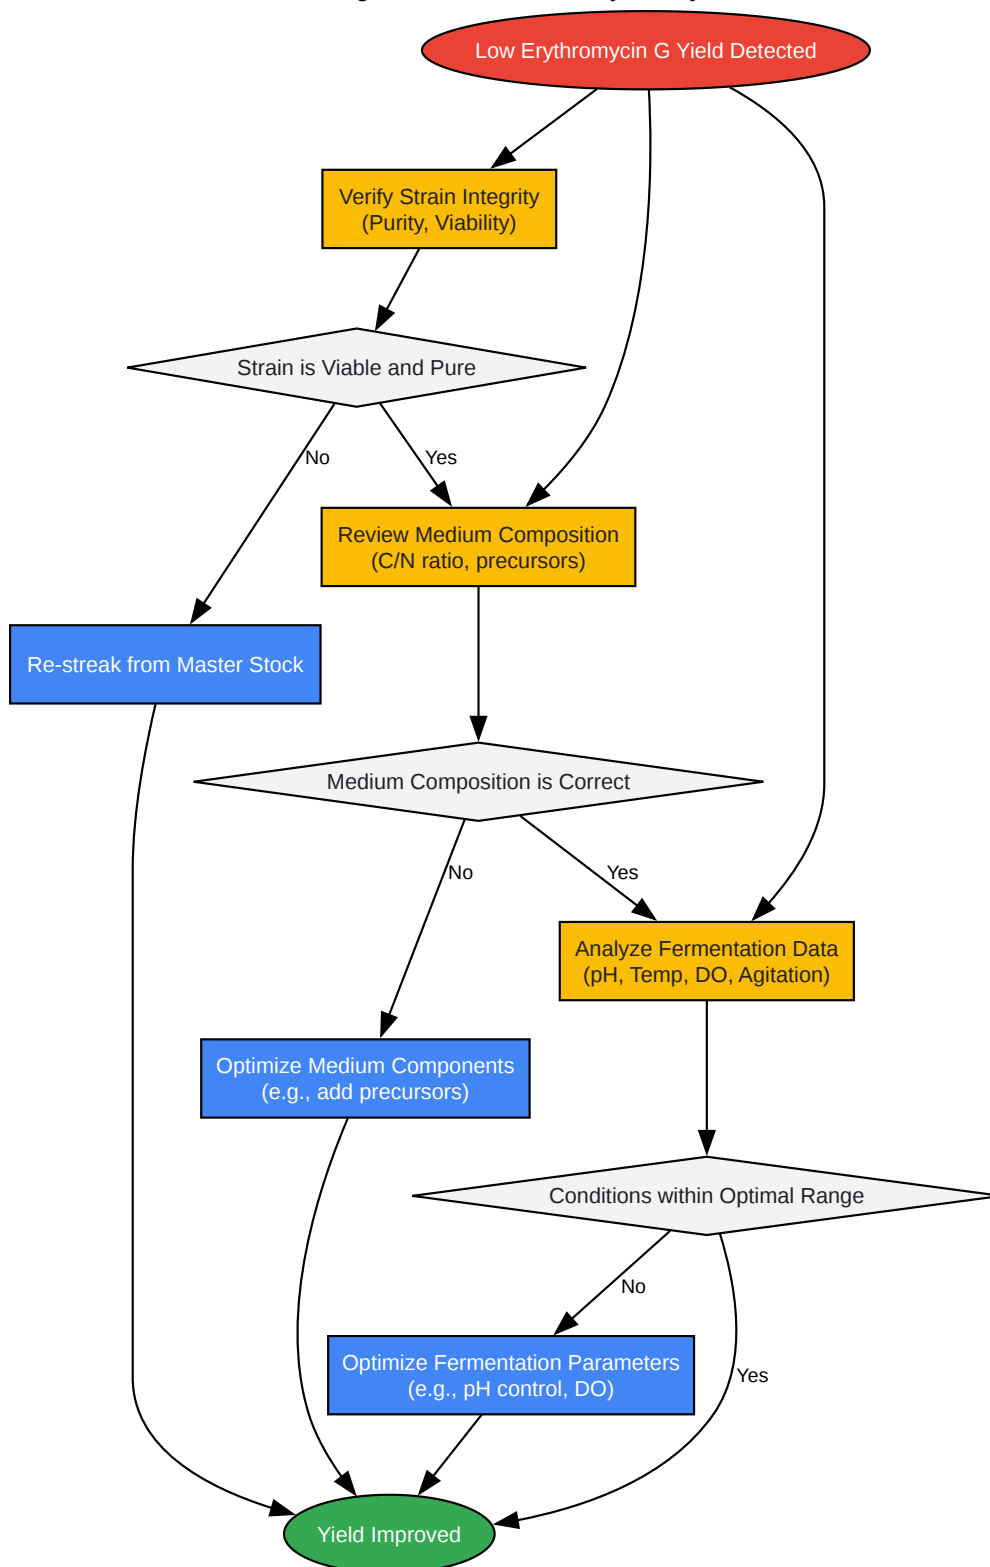 Low Erythromycin G Yield Detected
Verify Strain Integrity
(Purity, Viability)
Strain is Viable and Pure
No
Yes
Review Medium Composition
(C/N ratio, precursors)
Re-streak from Master Stock
Medium Composition is Correct
No
Yes
Analyze Fermentation Data
(pH, Temp, DO, Agitation)
Optimize Medium Components
(e.g., add precursors)
Conditions within Optimal Range
No
Optimize Fermentation Parameters
(e.g., pH control, DO)
Yes
Yield Improved